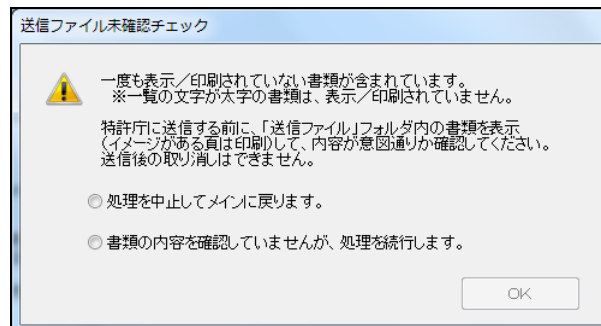 送信ファイル未確認チェック
一度も表示／印刷されていない書類が含まれています。
※一覧の文字が太字の書類は、表示／印刷されていません。
特許庁に送信する前に、「送信ファイル」フォルダ内の書類を表示
(イメージがある頁は印刷)して、内容が意図通りか確認してください。
送信後の取り消しはできません。
処理を中止してメインに戻ります。
書類の内容を確認していませんが、処理を続行します。
OK